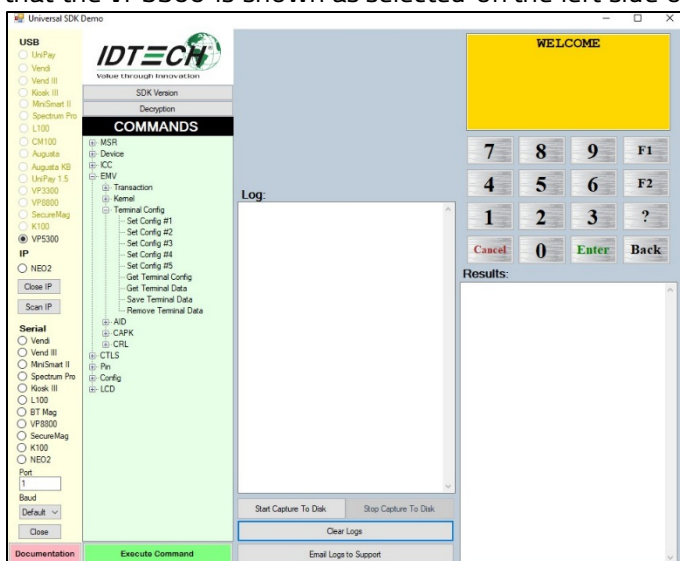 that the VP5300 is shown as selected on the left side o
Universal SDK Demo
USB
UniPay
Vendi
Vend III
Kiosk III
MiniSmart II
Spectrum Pro
L100
CM100
Augusta
Augusta KB
UniPay 1.5
VP3300
VP8800
SecureMag
K100
VP5300
IP
NEO2
Close IP
Scan IP
Serial
Vendi
Vend III
MiniSmart II
Spectrum Pro
Kiosk III
L100
BT Mag
VP8800
SecureMag
K100
NEO2
Port
1
Baud
Default
Close
Documentation
IDTECH
Value through Innovation
SDK Version
Decryption
COMMANDS
MSR
Device
ICC
EMV
Transaction
Kernel
Terminal Config
Set Config #1
Set Config #2
Set Config #3
Set Config #4
Set Config #5
Get Terminal Config
Get Terminal Data
Save Terminal Data
Remove Terminal Data
AID
CAPK
CRL
CTLS
Pin
Config
LCD
Execute Command
Log:
Start Capture To Disk
Stop Capture To Disk
Clear Logs
Email Logs to Support
WELCOME
7 8 9 F1
4 5 6 F2
1 2 3 ?
Cancel 0 Enter Back
Results: